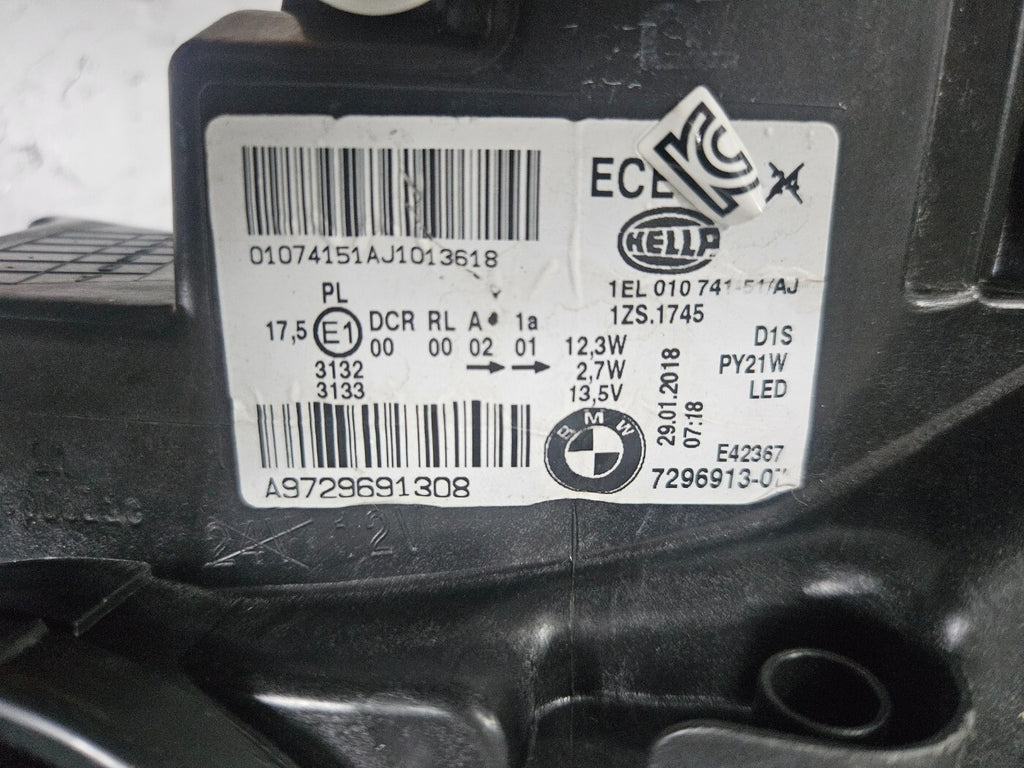 01074151AJ1013618
ECE
HELLA
1EL 010 741-51/AJ
1ZS.1745
PL
17,5 E1 DCR RL A 1a
00 00 02 01
3132
3133
12,3W
2,7W
13,5V
29.01.2018
07:18
D1S
PY21W
LED
BMW
E42367
7296913-07
A9729691308